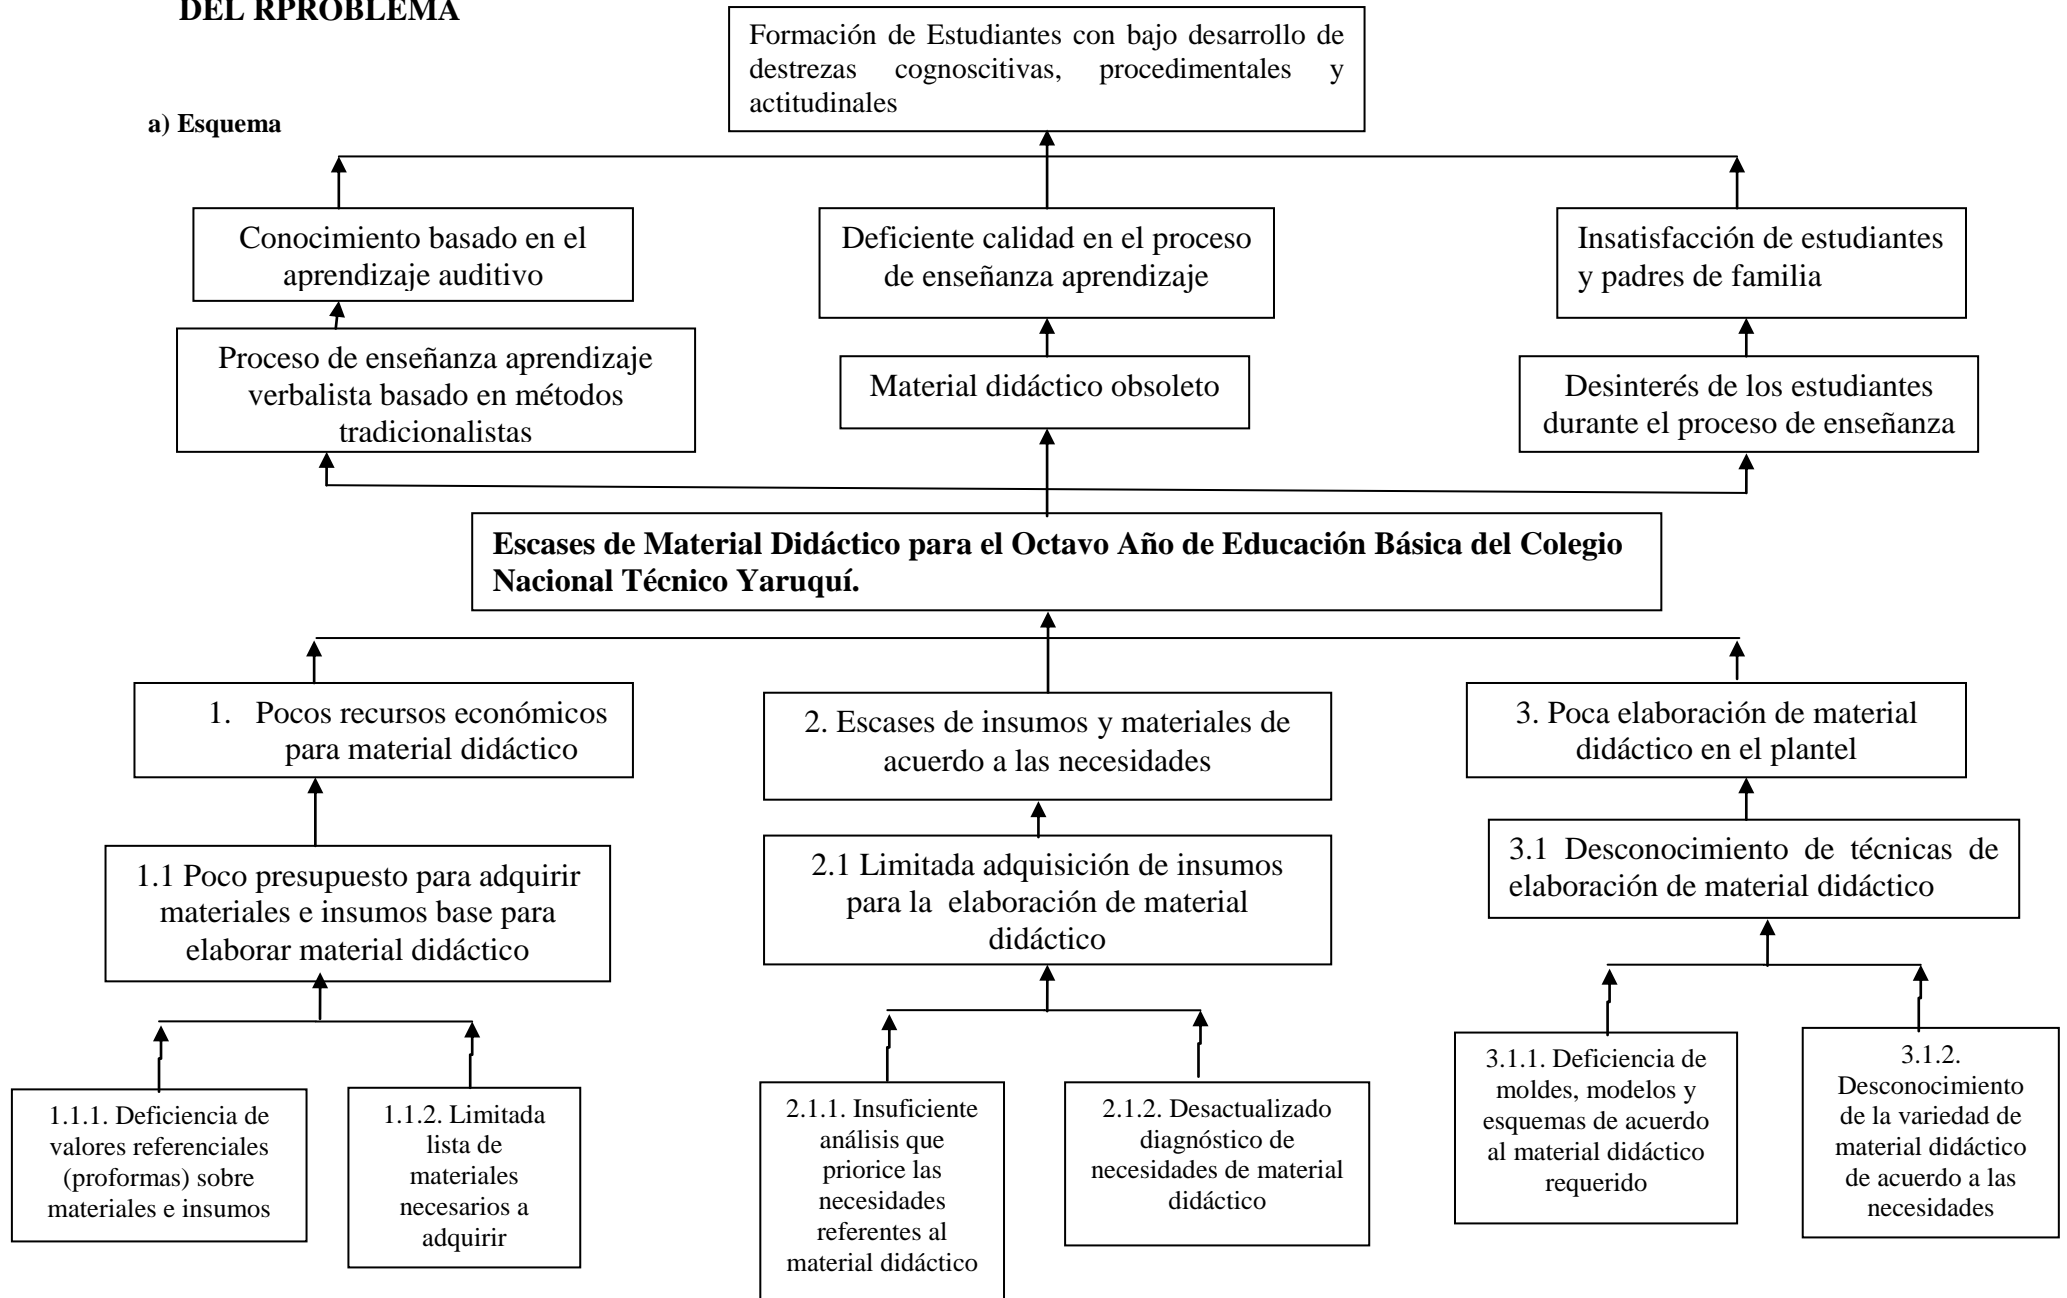 DEL RPROBLEMA
Formación de Estudiantes con bajo desarrollo de
destrezas cognoscitivas, procedimentales y
actitudinales
a) Esquema
Conocimiento basado en el
aprendizaje auditivo
Deficiente calidad en el proceso
de enseñanza aprendizaje
Insatisfacción de estudiantes
y padres de familia
Proceso de enseñanza aprendizaje
verbalista basado en métodos
tradicionalistas
Material didáctico obsoleto
Desinterés de los estudiantes
durante el proceso de enseñanza
Escases de Material Didáctico para el Octavo Año de Educación Básica del Colegio
Nacional Técnico Yaruquí.
1. Pocos recursos económicos
para material didáctico
2. Escases de insumos y materiales de
acuerdo a las necesidades
3. Poca elaboración de material
didáctico en el plantel
1.1 Poco presupuesto para adquirir
materiales e insumos base para
elaborar material didáctico
2.1 Limitada adquisición de insumos
para la elaboración de material
didáctico
3.1 Desconocimiento de técnicas de
elaboración de material didáctico
1.1.1. Deficiencia de
valores referenciales
(proformas) sobre
materiales e insumos
1.1.2. Limitada
lista de
materiales
necesarios a
adquirir
2.1.1. Insuficiente
análisis que
priorice las
necesidades
referentes al
material didáctico
2.1.2. Desactualizado
diagnóstico de
necesidades de material
didáctico
3.1.1. Deficiencia de
moldes, modelos y
esquemas de acuerdo
al material didáctico
requerido
3.1.2.
Desconocimiento
de la variedad de
material didáctico
de acuerdo a las
necesidades